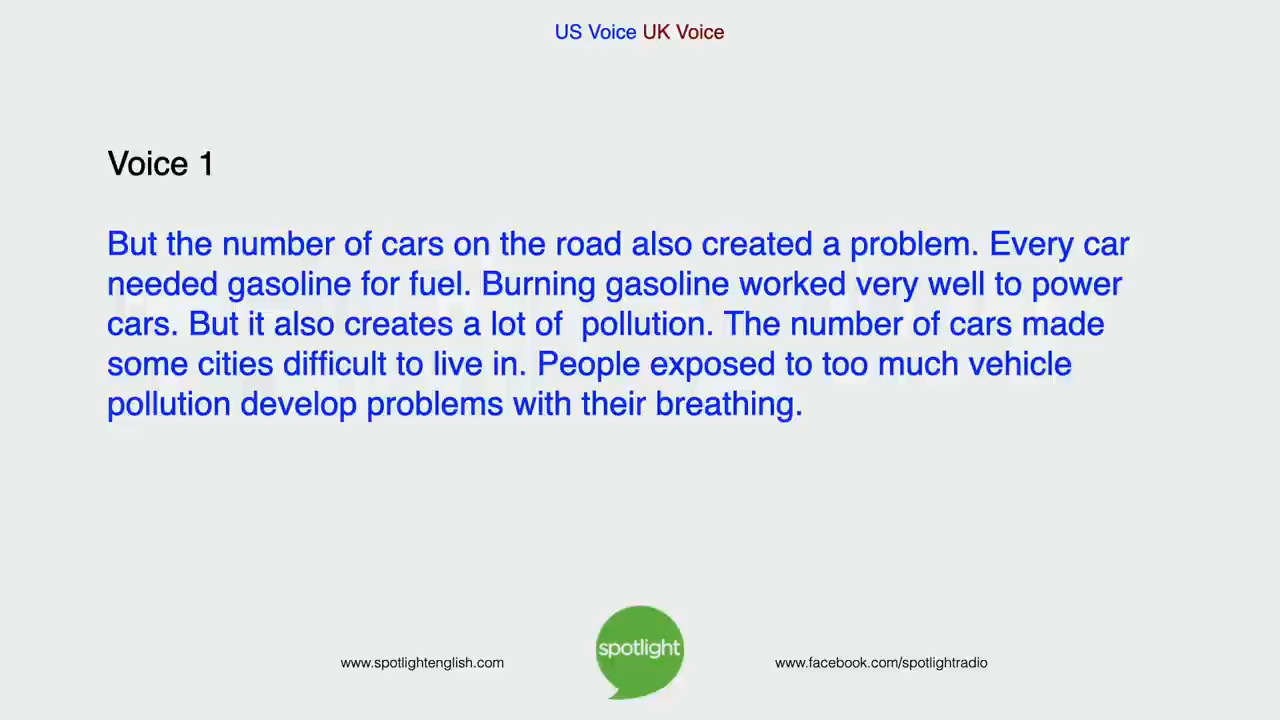 US Voice UK Voice
Voice 1
But the number of cars on the road also created a problem. Every car
needed gasoline for fuel. Burning gasoline worked very well to power
cars. But it also creates a lot of  pollution. The number of cars made
some cities difficult to live in. People exposed to too much vehicle
pollution develop problems with their breathing.
www.spotlightenglish.com
spotlight
www.facebook.com/spotlightradio